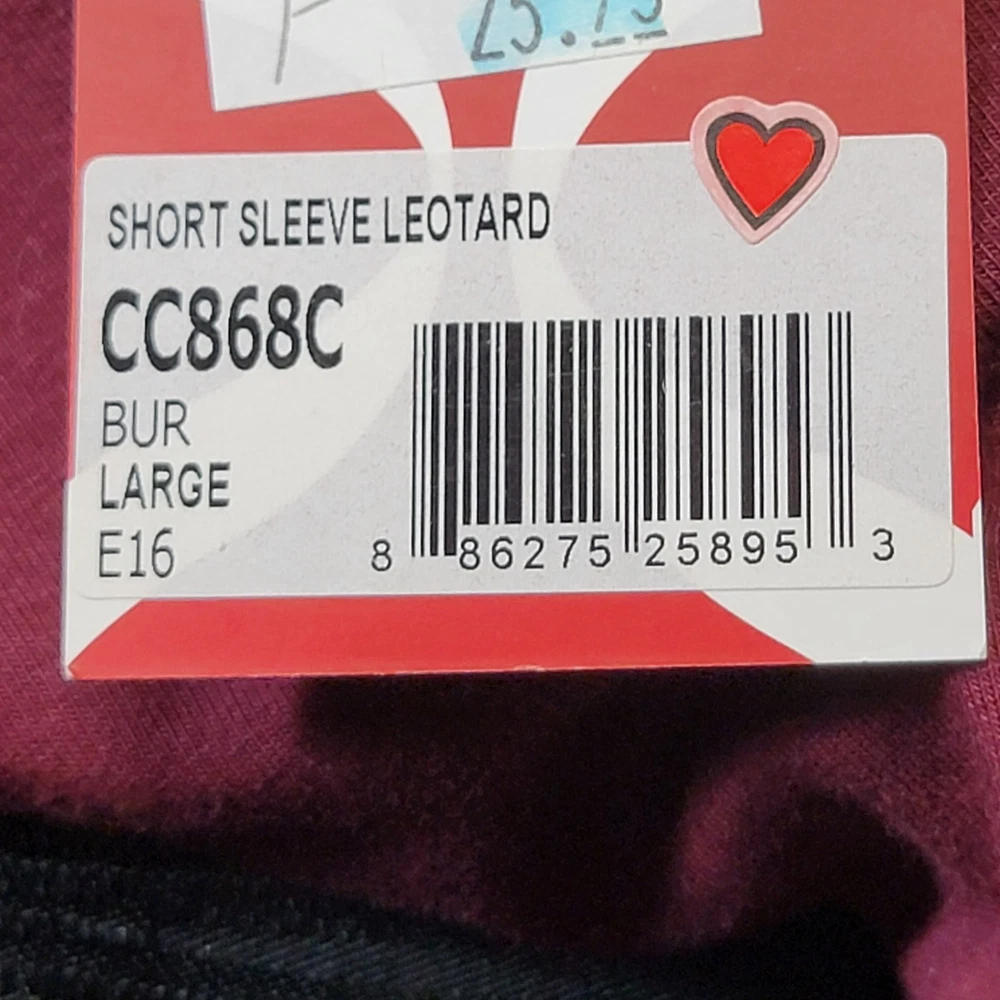 SHORT SLEEVE LEOTARD
CC868C
BUR
LARGE
E16
8 86275 25895 3